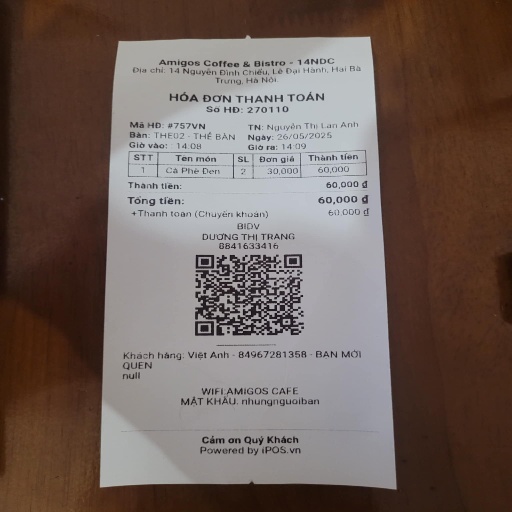 Amigos Coffee & Bistro - 14NDC
Địa chỉ: 14 Nguyễn Đình Chiểu, Lê Đại Hành, Hai Bà
Trưng, Hà Nội.
HÓA ĐƠN THANH TOÁN
Số HĐ: 270110
Mã HĐ: #757VN TN: Nguyễn Thị Lan Anh
Bàn: THE02 - THẺ BÀN Ngày: 26/05/2025
Giờ vào: 14:08 Giờ ra: 14:09
STT Tên món SL Đơn giá Thành tiền
1 Cà Phê Đen 2 30,000 60,000
Thành tiền: 60,000 ₫
Tổng tiền: 60,000 ₫
+Thanh toán (Chuyển khoản) 60,000 ₫
BIDV
DƯƠNG THỊ TRANG
8841633416
Khách hàng: Việt Anh - 84967281358 - BẠN MỚI
QUEN
null
WIFI.AMIGOS CAFE
MẬT KHẨU: nhungnguoiban
Cảm ơn Quý Khách
Powered by iPOS.vn